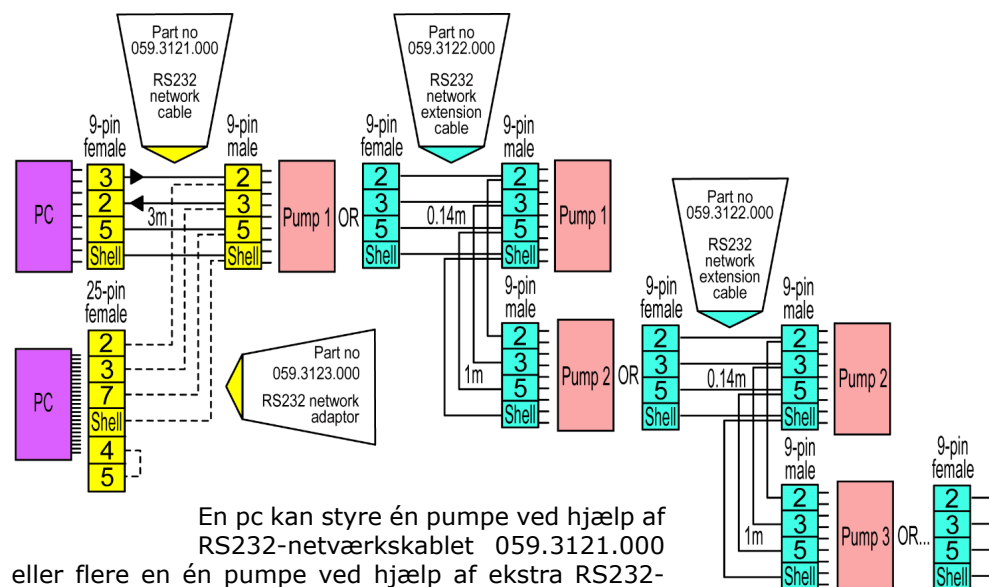 Part no
059.3121.000
RS232
network
cable
Part no
059.3122.000
RS232
network
extension
cable
9-pin
female
9-pin
male
9-pin
female
9-pin
male
PC
3
2
5
Shell
3m
2
3
5
Shell
Pump 1
OR
2
3
5
Shell
0.14m
2
3
5
Shell
Pump 1
Part no
059.3122.000
RS232
network
extension
cable
25-pin
female
PC
2
3
7
Shell
4
5
Part no
059.3123.000
RS232 network
adaptor
9-pin
male
1m
2
3
5
Shell
Pump 2
OR
9-pin
female
2
3
5
Shell
0.14m
9-pin
male
2
3
5
Shell
Pump 2
9-pin
male
1m
2
3
5
Shell
Pump 3
OR...
9-pin
female
2
3
5
Shell
En pc kan styre én pumpe ved hjælp af
RS232-netværkskablet 059.3121.000
eller flere en én pumpe ved hjælp af ekstra RS232-